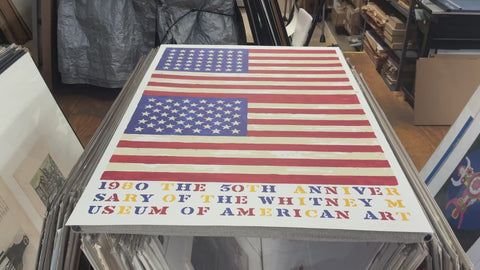 1980 THE 50TH ANNIVER
SARY OF THE WHITNEY M
USEUM OF AMERICAN ART